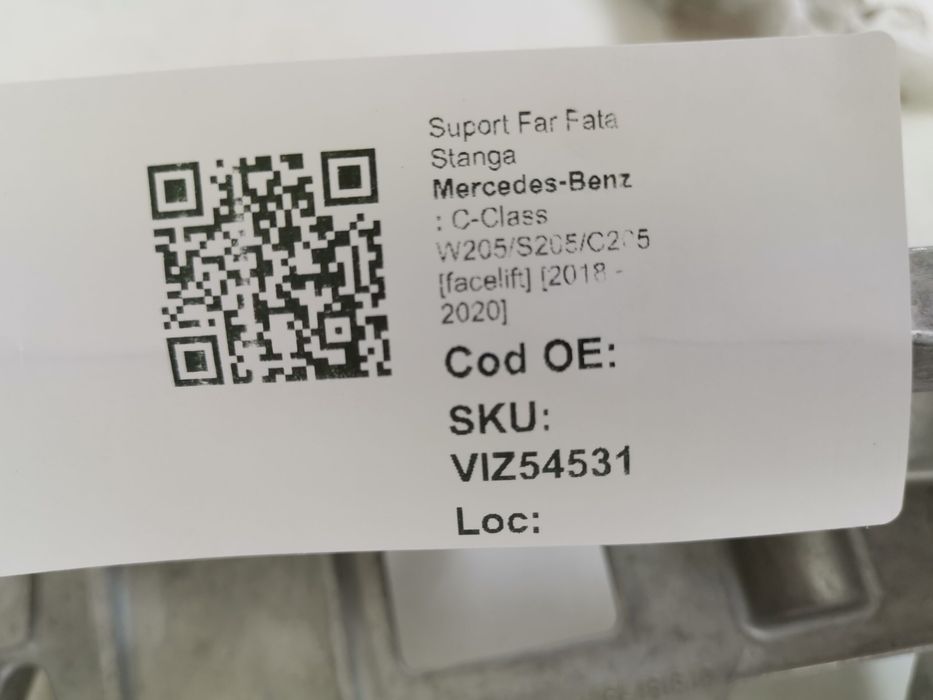 Suport Far Fata
Stanga
Mercedes-Benz
: C-Class
W205/S205/C205
[facelift] [2018 -
2020]
Cod OE:
SKU:
VIZ54531
Loc: